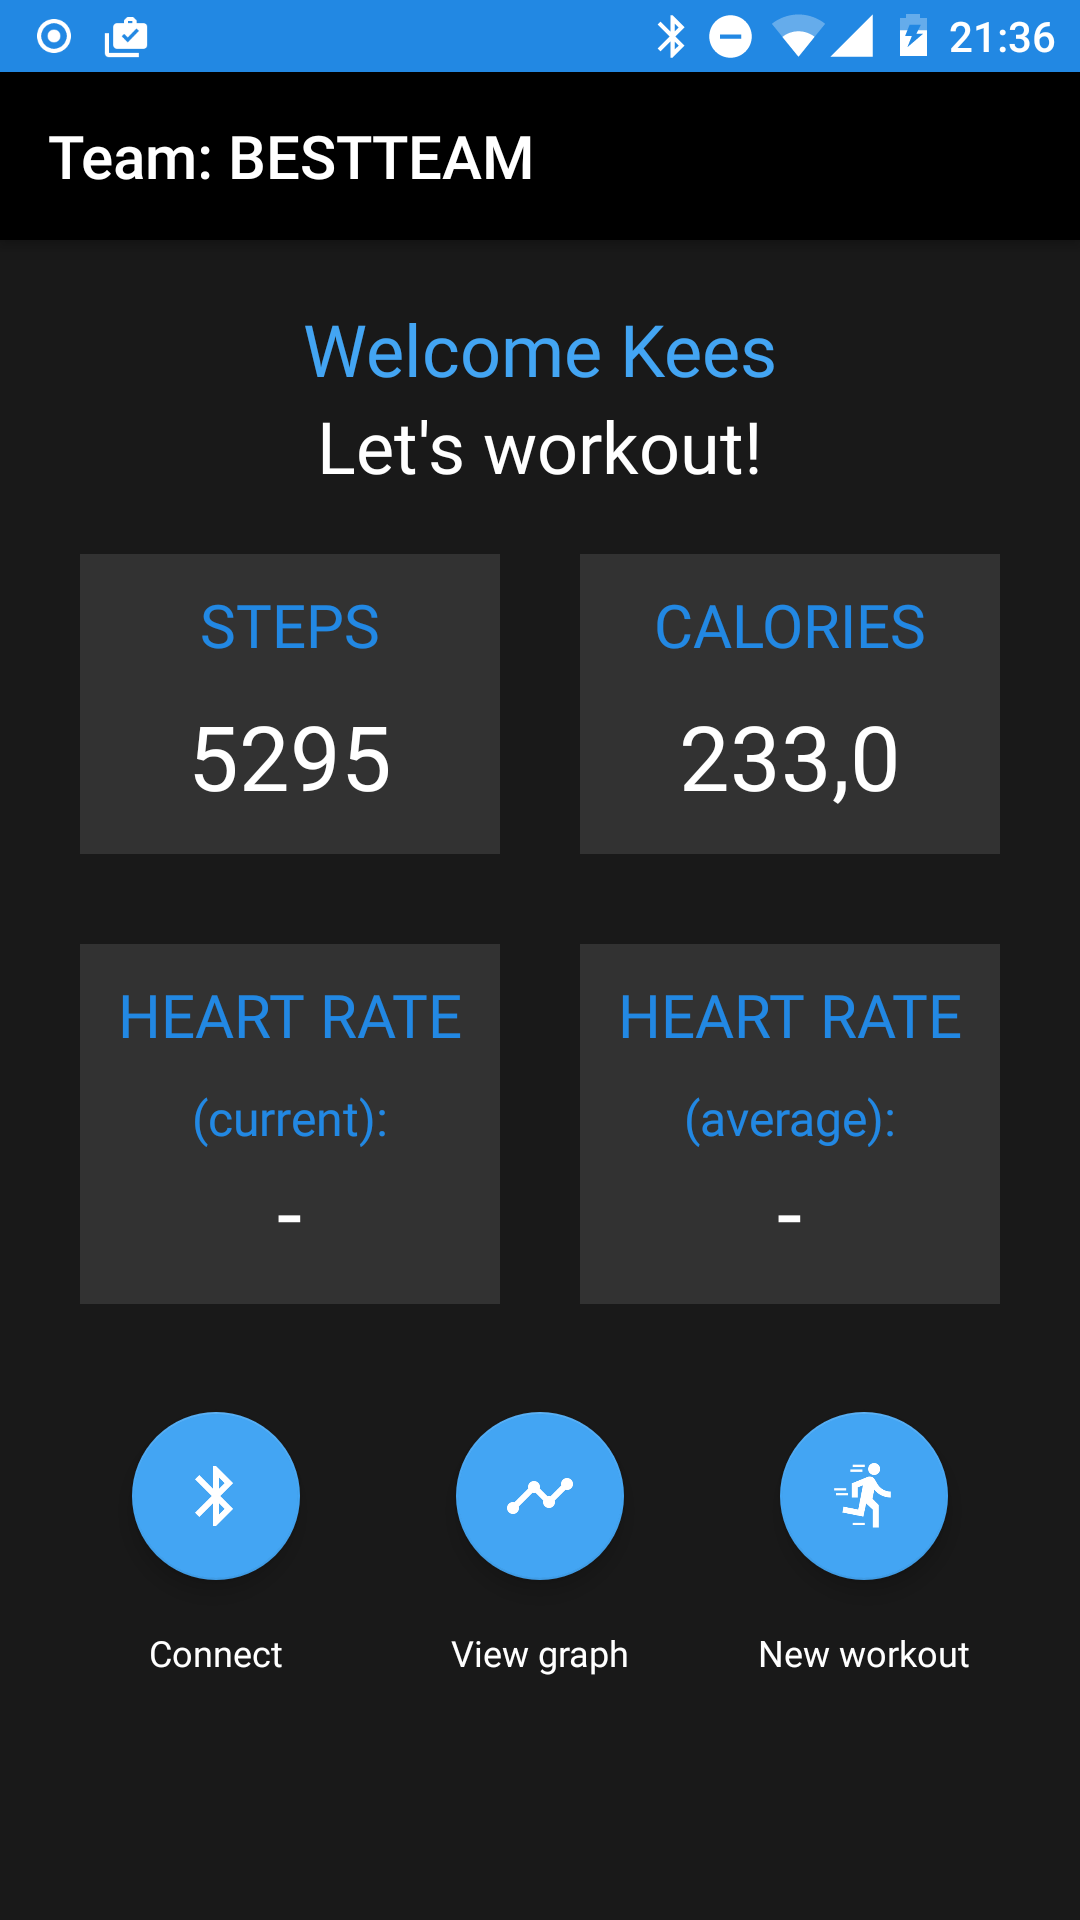 21:36
Team: BESTTEAM
Welcome Kees
Let's workout!
STEPS
5295
CALORIES
233,0
HEART RATE
(current):
-
HEART RATE
(average):
-
Connect
View graph
New workout